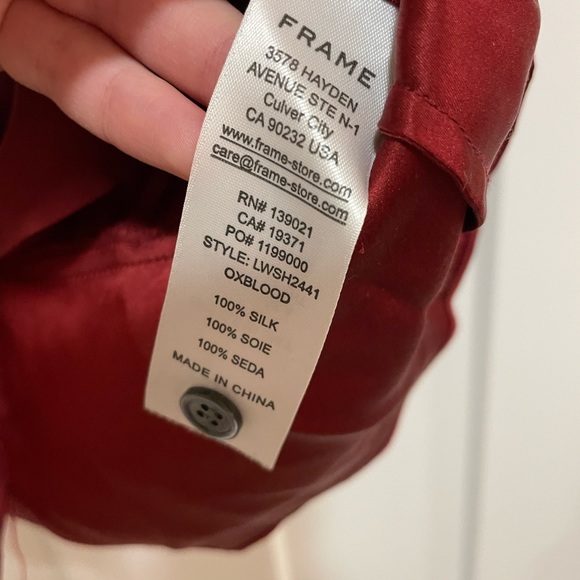 FRAME
3578 HAYDEN
AVENUE STE N-1
Culver City
CA 90232 USA
www.frame-store.com
care@frame-store.com
RN# 139021
CA# 19371
PO# 1199000
STYLE: LWSH2441
OXBLOOD
100% SILK
100% SOIE
100% SEDA
MADE IN CHINA